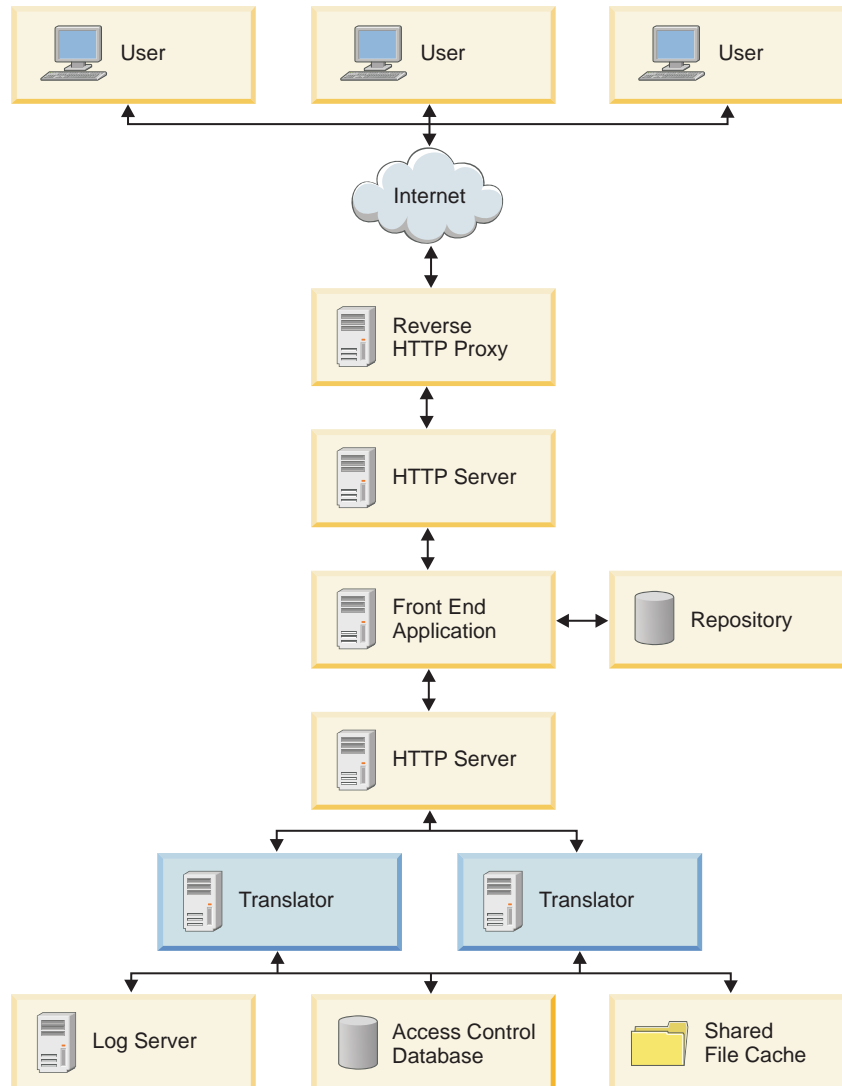 User
User
User
Internet
Reverse
HTTP Proxy
HTTP Server
Front End
Application
Repository
HTTP Server
Translator
Translator
Log Server
Access Control
Database
Shared
File Cache